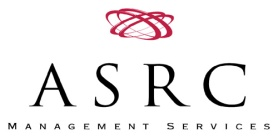 ASRC
MANAGEMENT SERVICES